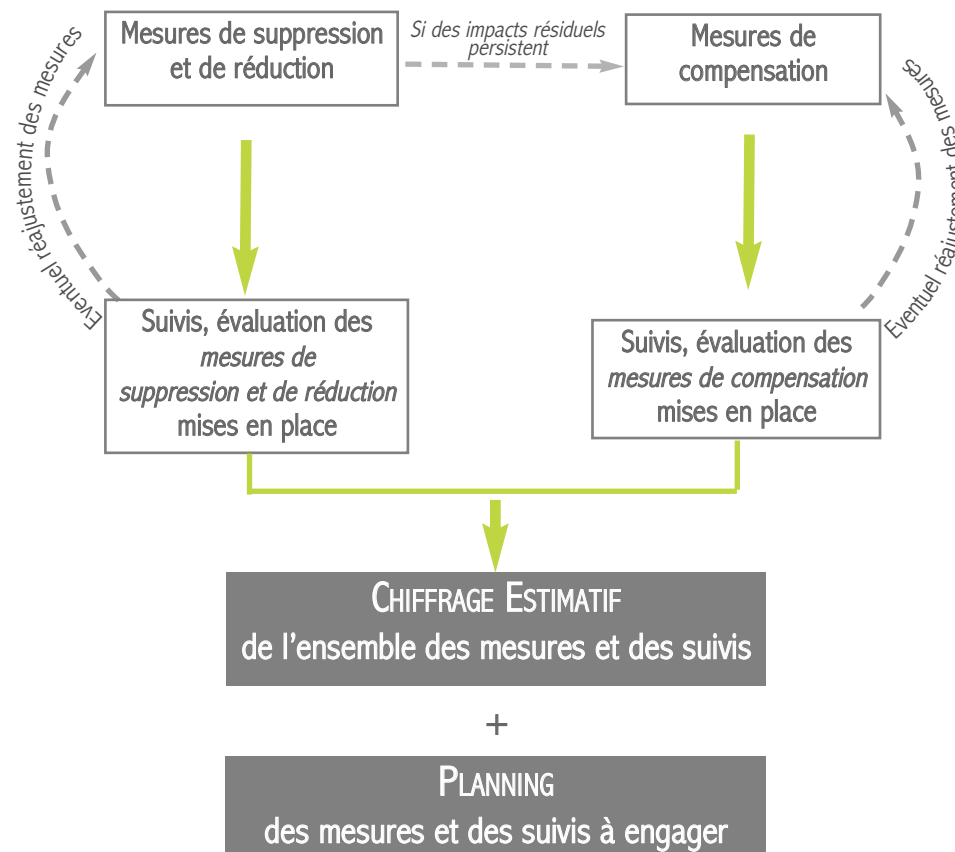 Mesures de suppression
et de réduction
Si des impacts résiduels
persistent
Mesures de
compensation
Eventuel réajustement des mesures
Eventuel réajustement des mesures
Suivis, évaluation des
mesures de
suppression et de réduction
mises en place
Suivis, évaluation des
mesures de compensation
mises en place
CHIFFRAGE ESTIMATIF
de l'ensemble des mesures et des suivis
+
PLANNING
des mesures et des suivis à engager